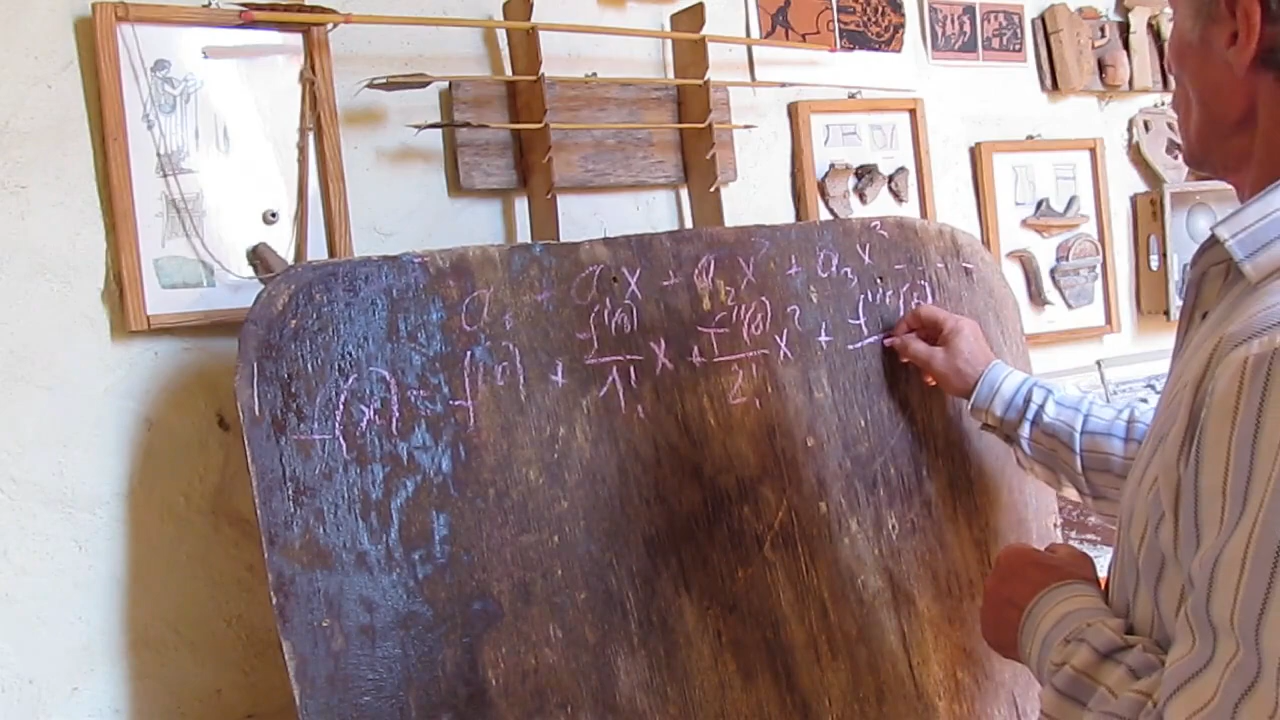 a₀ + a₁x + a₂x² + a₃x³ - - - -
f(x) = f(0) + f'(0)/1! x + f''(0)/2! x² + f'''(0)